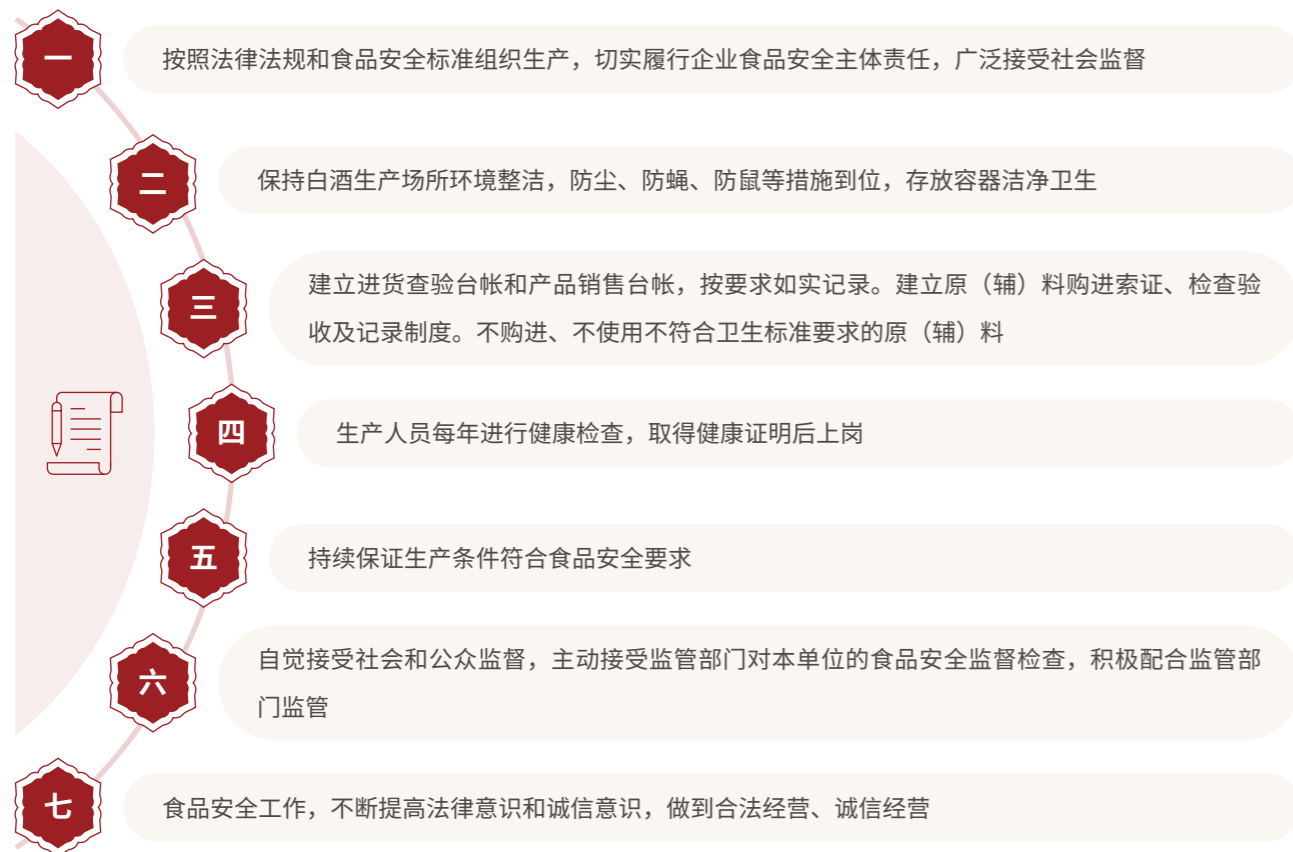 一
按照法律法规和食品安全标准组织生产，切实履行企业食品安全主体责任，广泛接受社会监督
二
保持白酒生产场所环境整洁，防尘、防蝇、防鼠等措施到位，存放容器洁净卫生
三
建立进货查验台帐和产品销售台帐，按要求如实记录。建立原（辅）料购进索证、检查验
收及记录制度。不购进、不使用不符合卫生标准要求的原（辅）料
四
生产人员每年进行健康检查，取得健康证明后上岗
五
持续保证生产条件符合食品安全要求
六
自觉接受社会和公众监督，主动接受监管部门对本单位的食品安全监督检查，积极配合监管部
门监管
七
食品安全工作，不断提高法律意识和诚信意识，做到合法经营、诚信经营